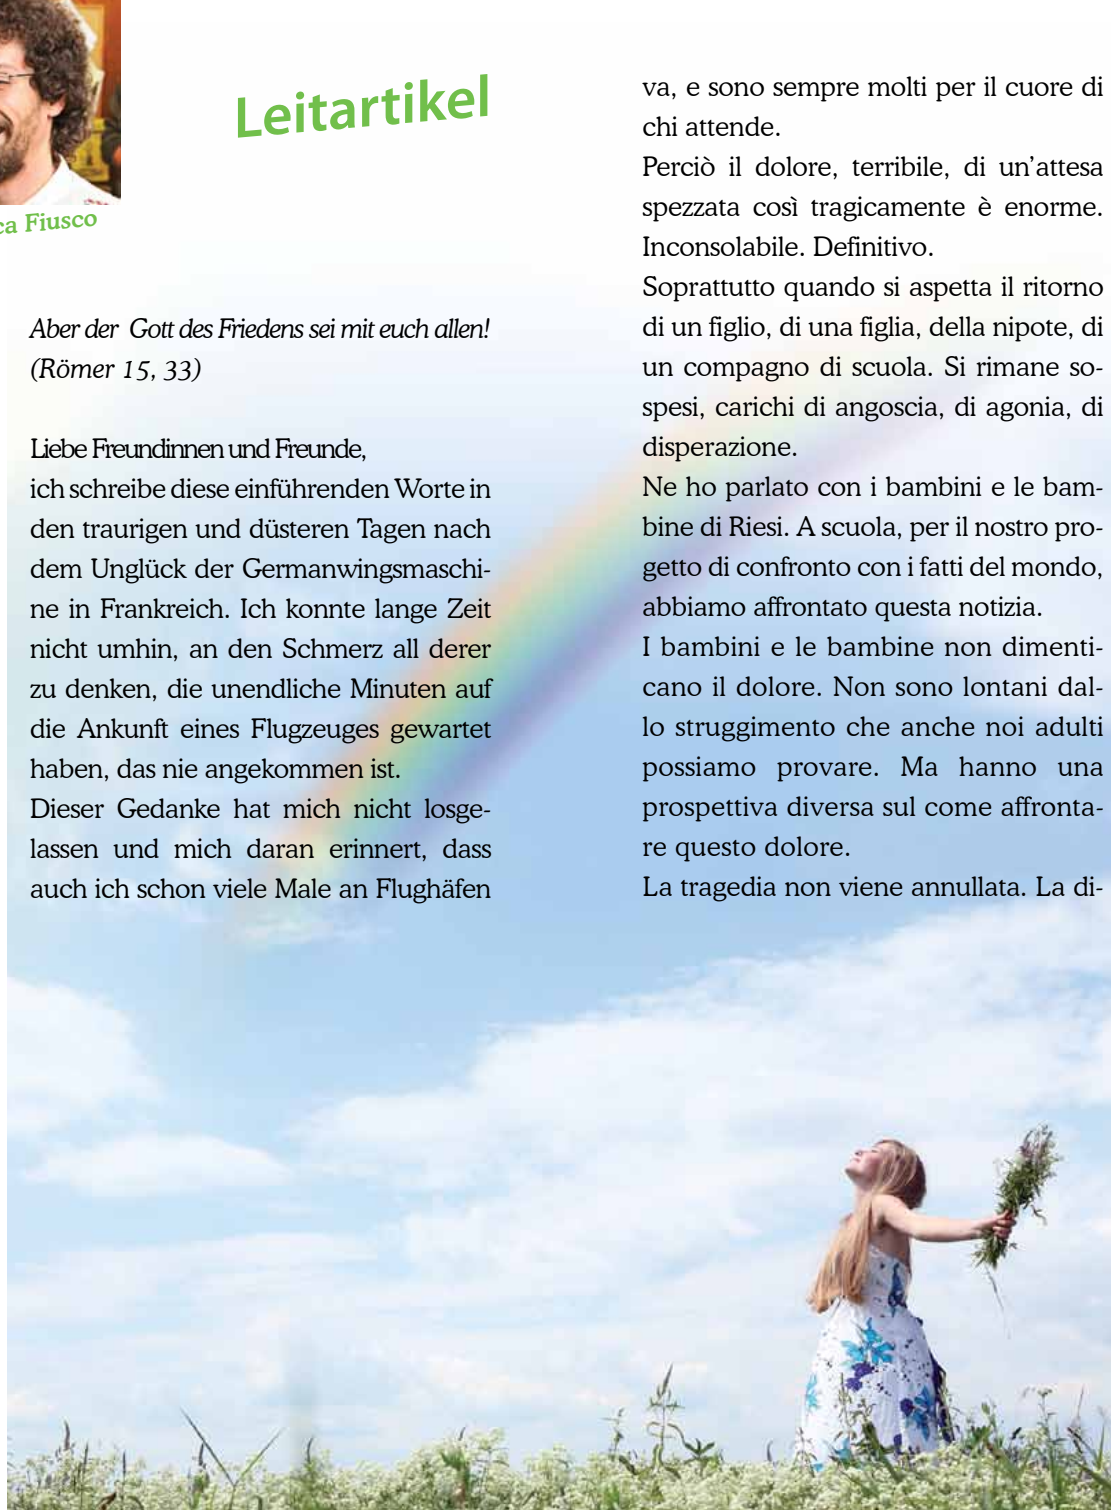 Leitartikel
Fiusco
Aber der Gott des Friedens sei mit euch allen!
(Römer 15, 33)
Liebe Freundinnen und Freunde,
ich schreibe diese einführenden Worte in
den traurigen und düsteren Tagen nach
dem Unglück der Germanwingsmaschi-
ne in Frankreich. Ich konnte lange Zeit
nicht umhin, an den Schmerz all derer
zu denken, die unendliche Minuten auf
die Ankunft eines Flugzeuges gewartet
haben, das nie angekommen ist.
Dieser Gedanke hat mich nicht losge-
lassen und mich daran erinnert, dass
auch ich schon viele Male an Flughäfen
va, e sono sempre molti per il cuore di
chi attende.
Perciò il dolore, terribile, di un’attesa
spezzata così tragicamente è enorme.
Inconsolabile. Definitivo.
Soprattutto quando si aspetta il ritorno
di un figlio, di una figlia, della nipote, di
un compagno di scuola. Si rimane so-
spesi, carichi di angoscia, di agonia, di
disperazione.
Ne ho parlato con i bambini e le bam-
bine di Riesi. A scuola, per il nostro pro-
getto di confronto con i fatti del mondo,
abbiamo affrontato questa notizia.
I bambini e le bambine non dimenti-
cano il dolore. Non sono lontani dal-
lo struggimento che anche noi adulti
possiamo provare. Ma hanno una
prospettiva diversa sul come affronta-
re questo dolore.
La tragedia non viene annullata. La di-